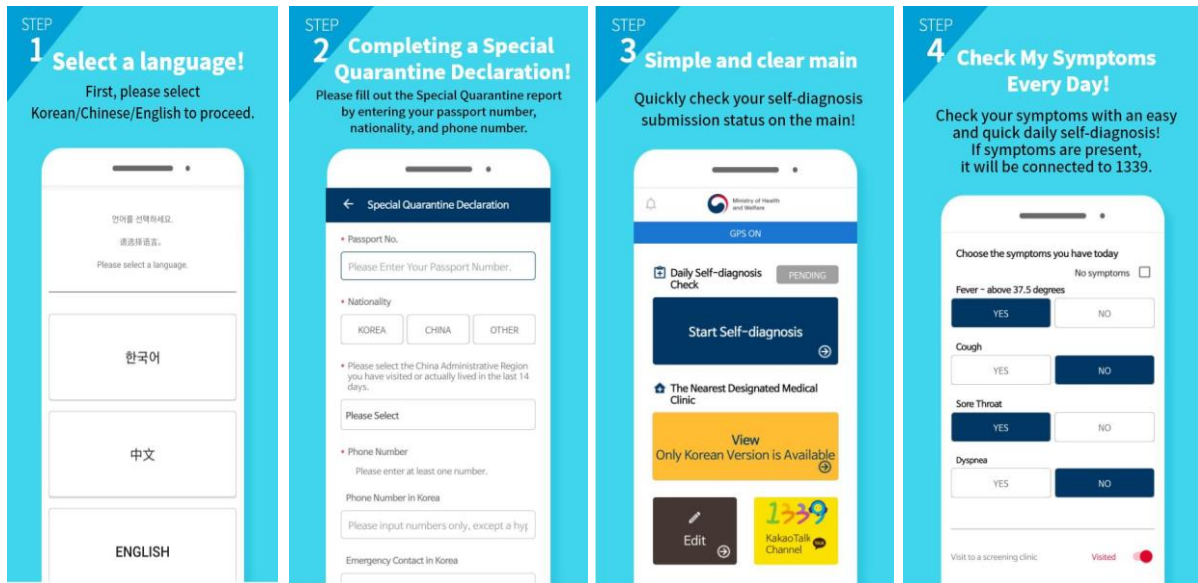 STEP
1
Select a language!
First, please select
Korean/Chinese/English to proceed.
언어를 선택하세요.
请选择语言。
Please select a language.
한국어
中文
ENGLISH
STEP
2
Completing a Special
Quarantine Declaration!
Please fill out the Special Quarantine report
by entering your passport number,
nationality, and phone number.
Special Quarantine Declaration
• Passport No.
Please Enter Your Passport Number.
• Nationality
KOREA CHINA OTHER
• Please select the China Administrative Region
you have visited or actually lived in the last 14
days.
Please Select
• Phone Number
Please enter at least one number.
Phone Number in Korea
Please input numbers only, except a hyp
Emergency Contact in Korea
STEP
3
Simple and clear main
Quickly check your self-diagnosis
submission status on the main!
Ministry of Health
and Welfare
GPS ON
Daily Self-diagnosis
Check
PENDING
Start Self-diagnosis
The Nearest Designated Medical
Clinic
View
Only Korean Version is Available
Edit
1339
KakaoTalk
Channel
STEP
4
Check My Symptoms
Every Day!
Check your symptoms with an easy
and quick daily self-diagnosis!
If symptoms are present,
it will be connected to 1339.
Choose the symptoms you have today
No symptoms
Fever - above 37.5 degrees
YES NO
Cough
YES NO
Sore Throat
YES NO
Dyspnea
YES NO
Visit to a screening clinic Visited